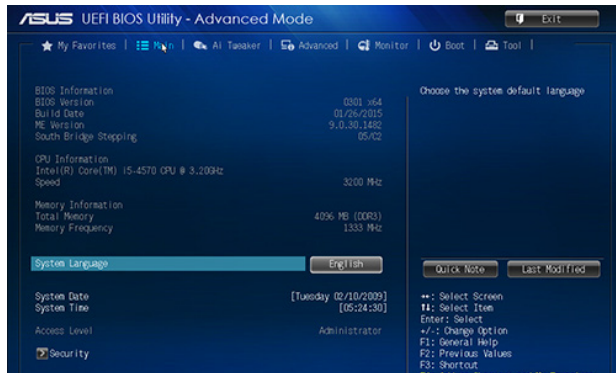 ASUS UEFI BIOS Utility - Advanced Mode
Exit
My Favorites | Main | Ai Tweaker | Advanced | Monitor | Boot | Tool |
BIOS Information
BIOS Version 0301 x64
Build Date 01/26/2015
ME Version 9.0.30.1482
South Bridge Stepping 05/C2
CPU Information
Intel(R) Core(TM) i5-4570 CPU @ 3.20GHz
Speed 3200 MHz
Memory Information
Total Memory 4096 MB (DDR3)
Memory Frequency 1333 MHz
System Language English
System Date [Tuesday 02/10/2009]
System Time [05:24:30]
Access Level Administrator
Security
Choose the system default language
Quick Note Last Modified
→←: Select Screen
↑↓: Select Item
Enter: Select
+/-: Change Option
F1: General Help
F2: Previous Values
F3: Shortcut